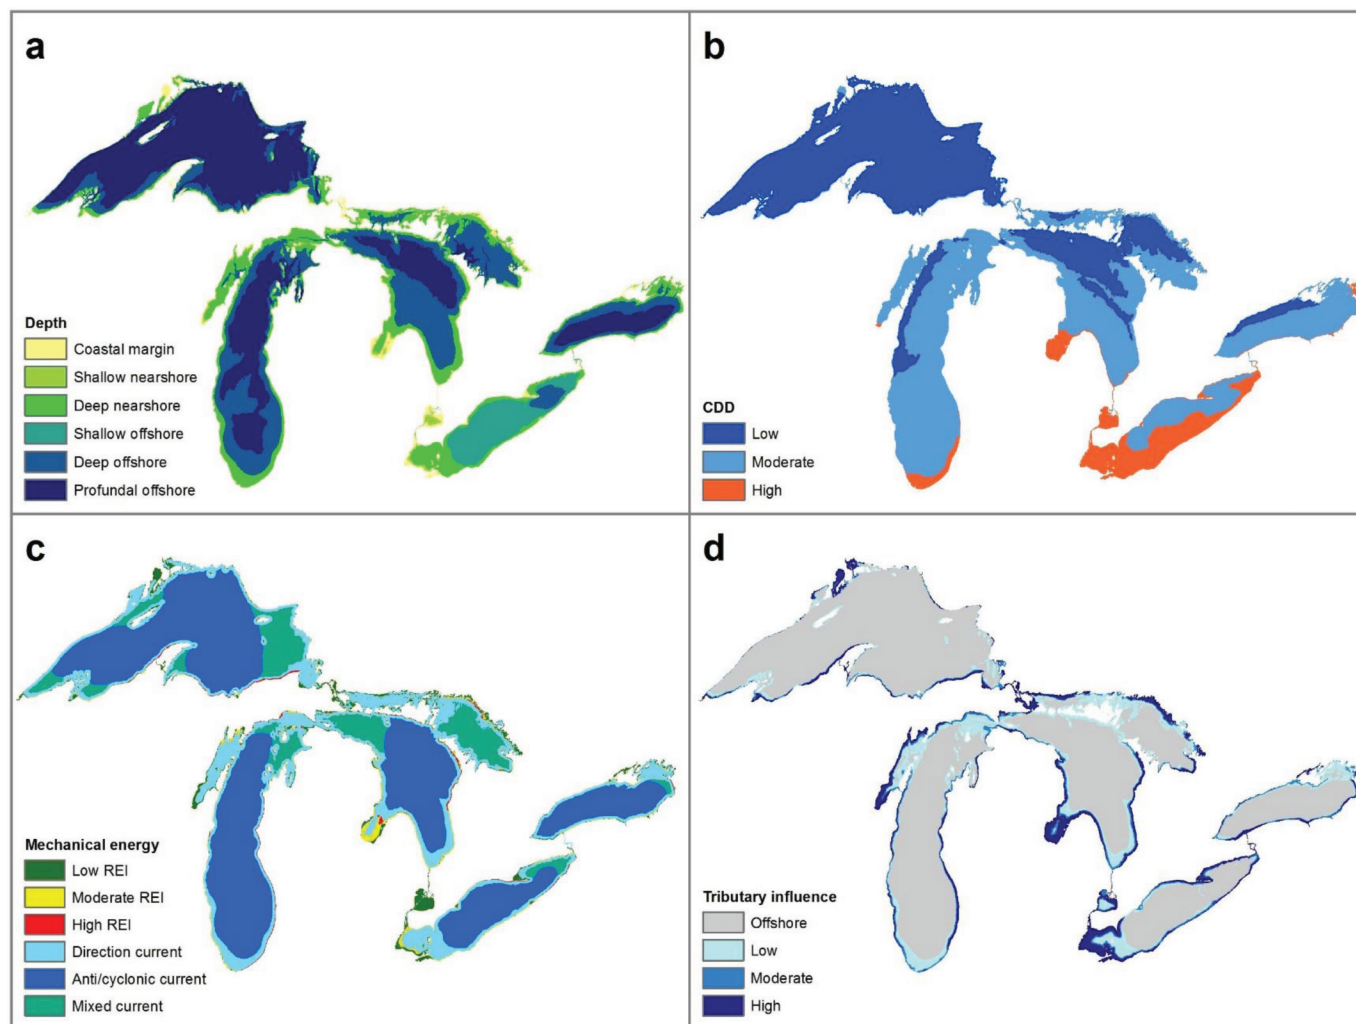 a
Depth
Coastal margin
Shallow nearshore
Deep nearshore
Shallow offshore
Deep offshore
Profundal offshore
b
CDD
Low
Moderate
High
c
Mechanical energy
Low REI
Moderate REI
High REI
Direction current
Anti/cyclonic current
Mixed current
d
Tributary influence
Offshore
Low
Moderate
High